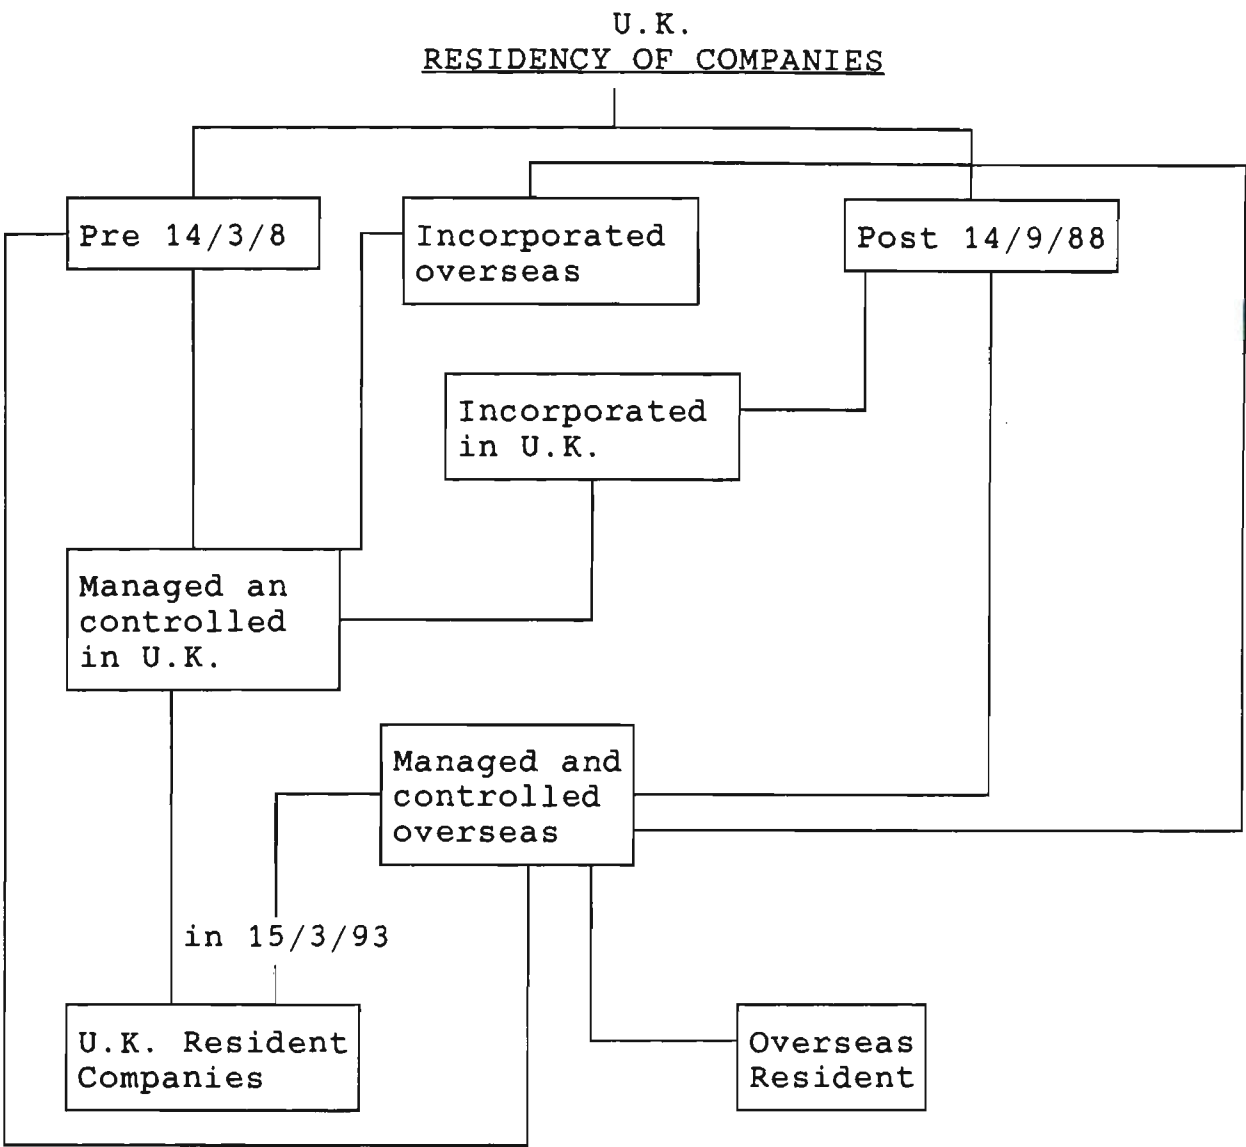 U.K.
RESIDENCY OF COMPANIES
Pre 14/3/8
Incorporated
overseas
Post 14/9/88
Incorporated
in U.K.
Managed an
controlled
in U.K.
Managed and
controlled
overseas
in 15/3/93
U.K. Resident
Companies
Overseas
Resident